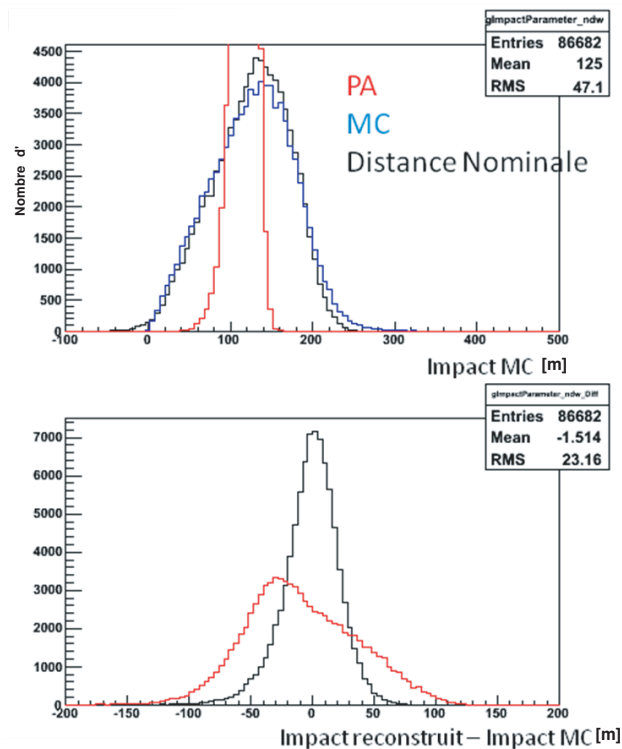 gImpactParameter_ndw
Entries 86682
Mean 125
RMS 47.1
PA
MC
Distance Nominale
Nombre d'
4500
4000
3500
3000
2500
2000
1500
1000
500
0
-100 0 100 200 300 400 500
Impact MC [m]
gImpactParameter_ndw_Diff
Entries 86682
Mean -1.514
RMS 23.16
7000
6000
5000
4000
3000
2000
1000
0
-200 -150 -100 -50 0 50 100 150 200
Impact reconstruit – Impact MC [m]